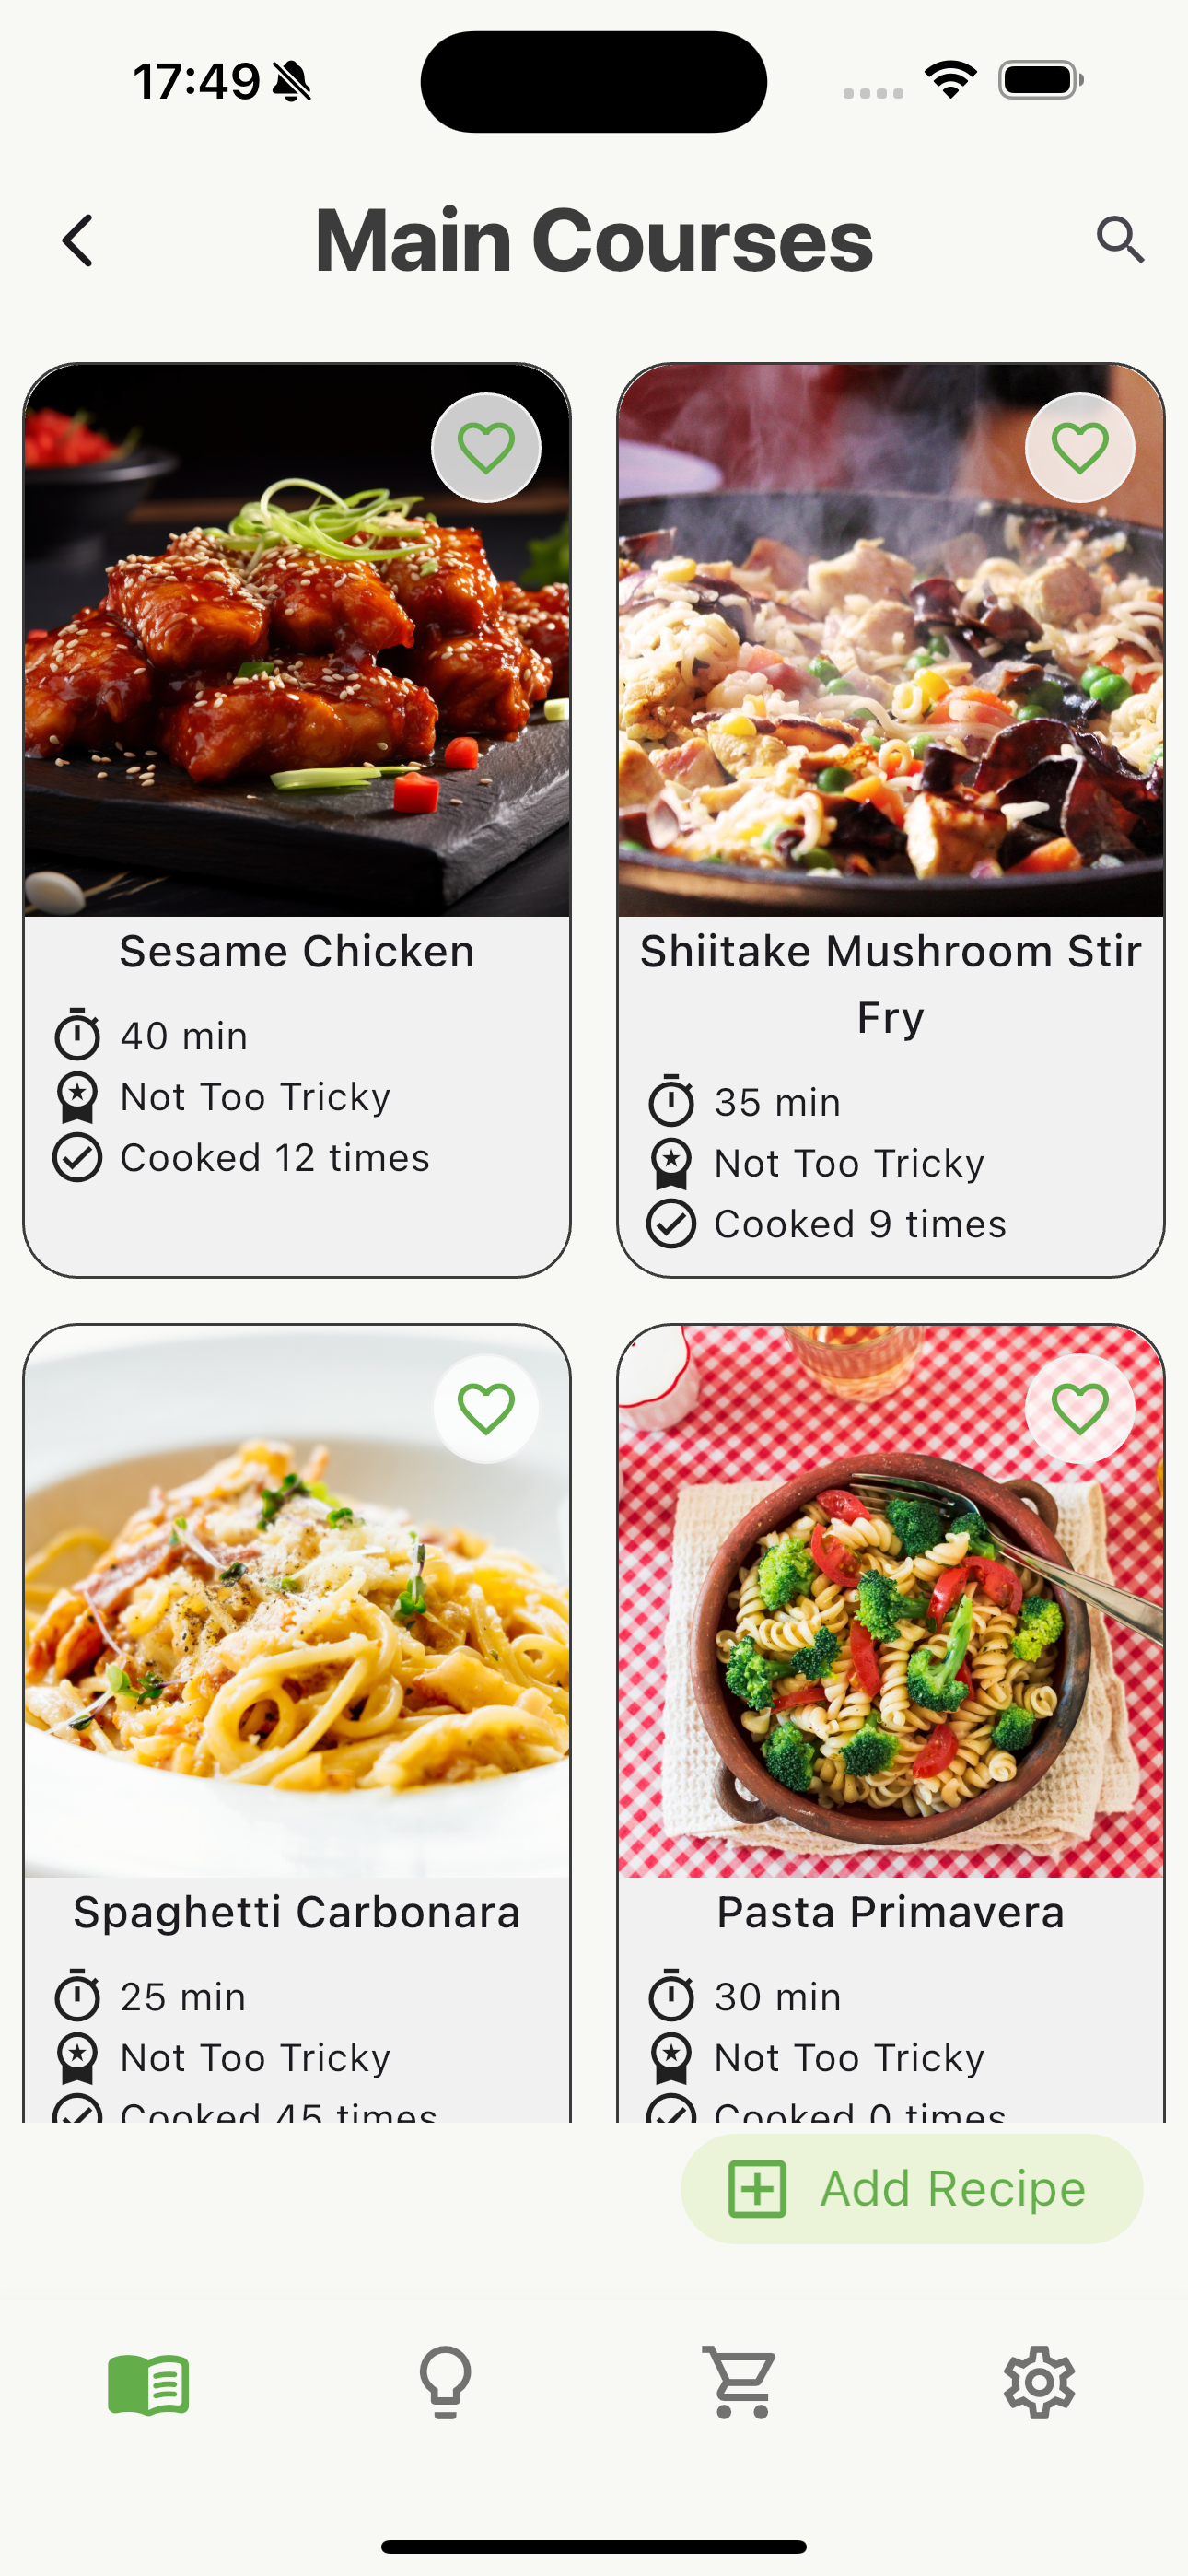 17:49
Main Courses
Sesame Chicken
40 min
Not Too Tricky
Cooked 12 times
Shiitake Mushroom Stir
Fry
35 min
Not Too Tricky
Cooked 9 times
Spaghetti Carbonara
25 min
Not Too Tricky
Cooked 45 times
Pasta Primavera
30 min
Not Too Tricky
Cooked 0 times
Add Recipe